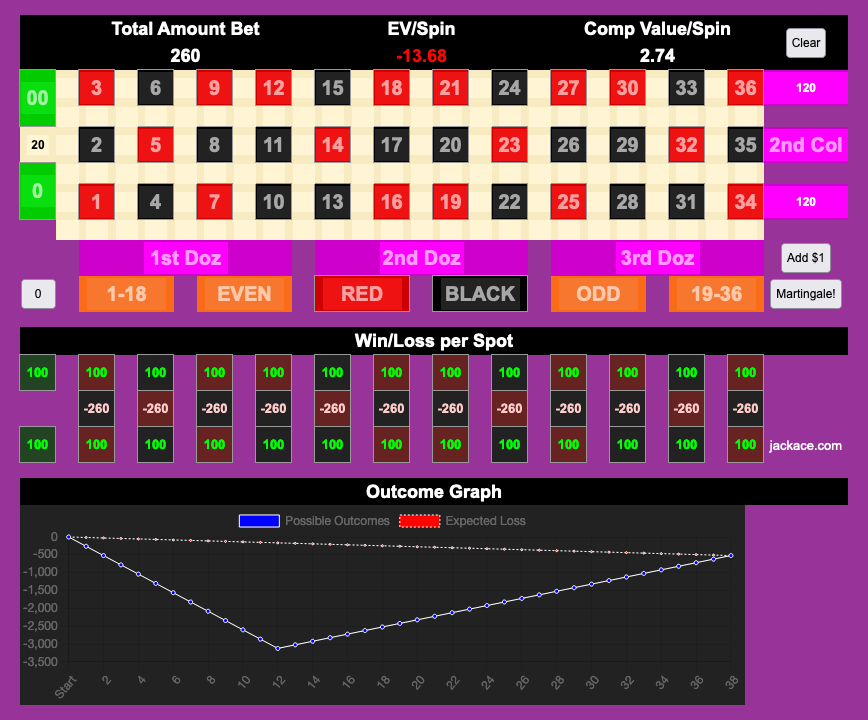 Total Amount Bet EV/Spin Comp Value/Spin Clear
260 -13.68 2.74
00 3 6 9 12 15 18 21 24 27 30 33 36 120
20 2 5 8 11 14 17 20 23 26 29 32 35 2nd Col
0 1 4 7 10 13 16 19 22 25 28 31 34 120
1st Doz 2nd Doz 3rd Doz Add $1
0 1-18 EVEN RED BLACK ODD 19-36 Martingale!
Win/Loss per Spot
100 100 100 100 100 100 100 100 100 100 100 100 100
-260 -260 -260 -260 -260 -260 -260 -260 -260 -260 -260 -260
100 100 100 100 100 100 100 100 100 100 100 100 100 jackace.com
Outcome Graph
Possible Outcomes Expected Loss
0
-500
-1,000
-1,500
-2,000
-2,500
-3,000
-3,500
Start 2 4 6 8 10 12 14 16 18 20 22 24 26 28 30 32 34 36 38